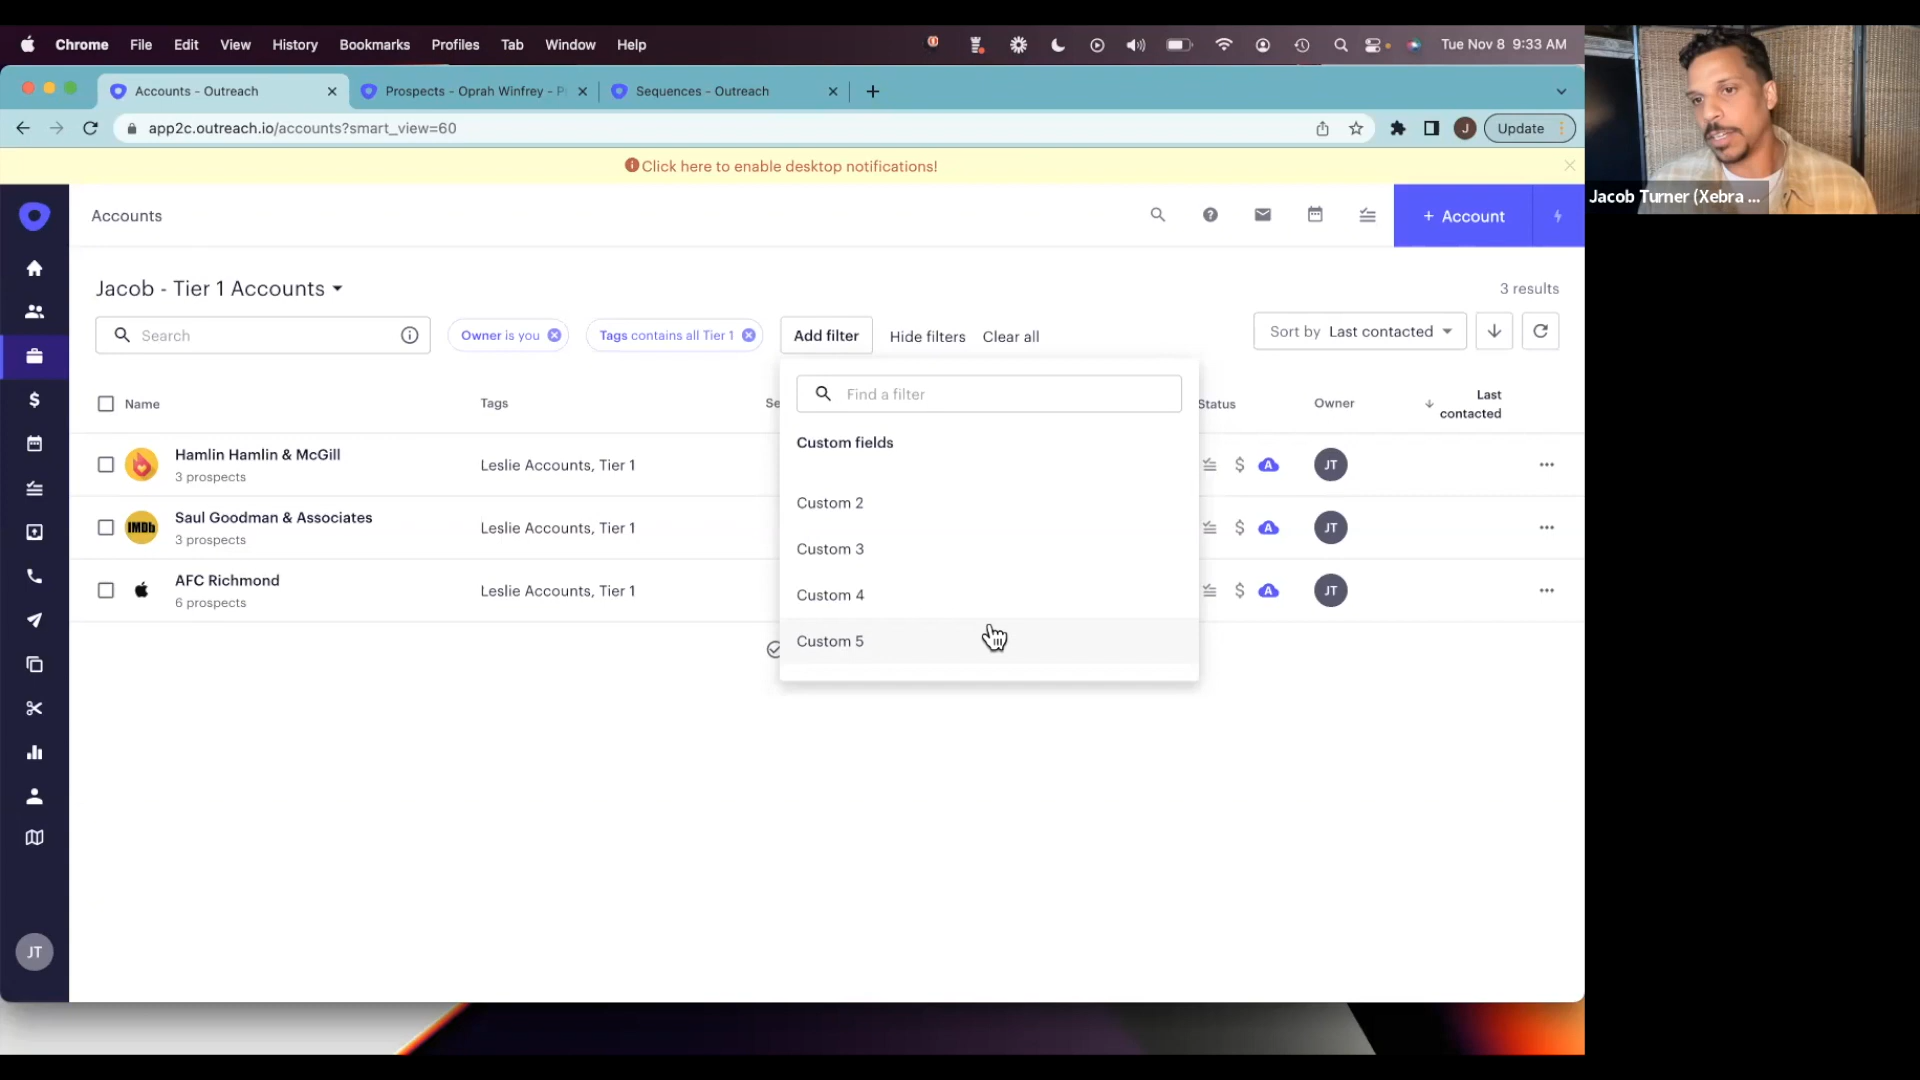 Chrome File Edit View History Bookmarks Profiles Tab Window Help
Tue Nov 8 9:33 AM
Accounts - Outreach
Prospects - Oprah Winfrey - P
Sequences - Outreach
app2c.outreach.io/accounts?smart_view=60
J
Update
Click here to enable desktop notifications!
Jacob Turner (Xebra ...
Accounts
+ Account
Jacob - Tier 1 Accounts
3 results
Search
Owner is you
Tags contains all Tier 1
Add filter
Hide filters
Clear all
Sort by Last contacted
Find a filter
Custom fields
Custom 2
Custom 3
Custom 4
Custom 5
Name
Tags
Se
Status
Owner
Last contacted
Hamlin Hamlin & McGill
3 prospects
Leslie Accounts, Tier 1
$
A
JT
IMDb
Saul Goodman & Associates
3 prospects
Leslie Accounts, Tier 1
$
A
JT
AFC Richmond
6 prospects
Leslie Accounts, Tier 1
$
A
JT
JT